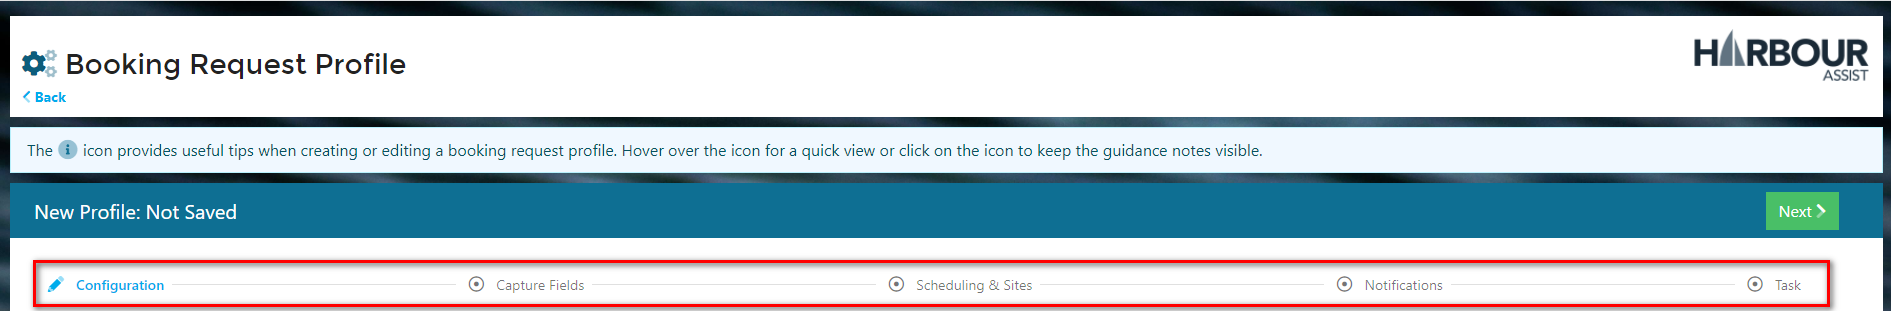 Booking Request Profile
HARBOUR
ASSIST
Back
The i icon provides useful tips when creating or editing a booking request profile. Hover over the icon for a quick view or click on the icon to keep the guidance notes visible.
New Profile: Not Saved
Next
Configuration
Capture Fields
Scheduling & Sites
Notifications
Task